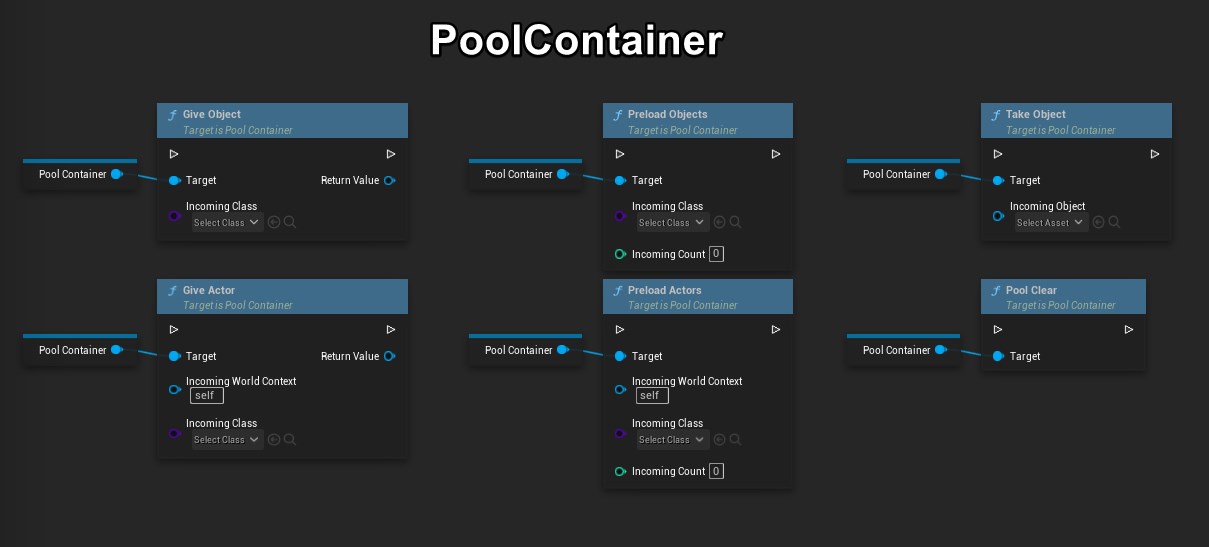 PoolContainer
Give Object
Target is Pool Container
Pool Container
Target
Return Value
Incoming Class
Select Class
Preload Objects
Target is Pool Container
Pool Container
Target
Incoming Class
Select Class
Incoming Count 0
Take Object
Target is Pool Container
Pool Container
Target
Incoming Object
Select Asset
Give Actor
Target is Pool Container
Pool Container
Target
Return Value
Incoming World Context
self
Incoming Class
Select Class
Preload Actors
Target is Pool Container
Pool Container
Target
Incoming World Context
self
Incoming Class
Select Class
Incoming Count 0
Pool Clear
Target is Pool Container
Pool Container
Target